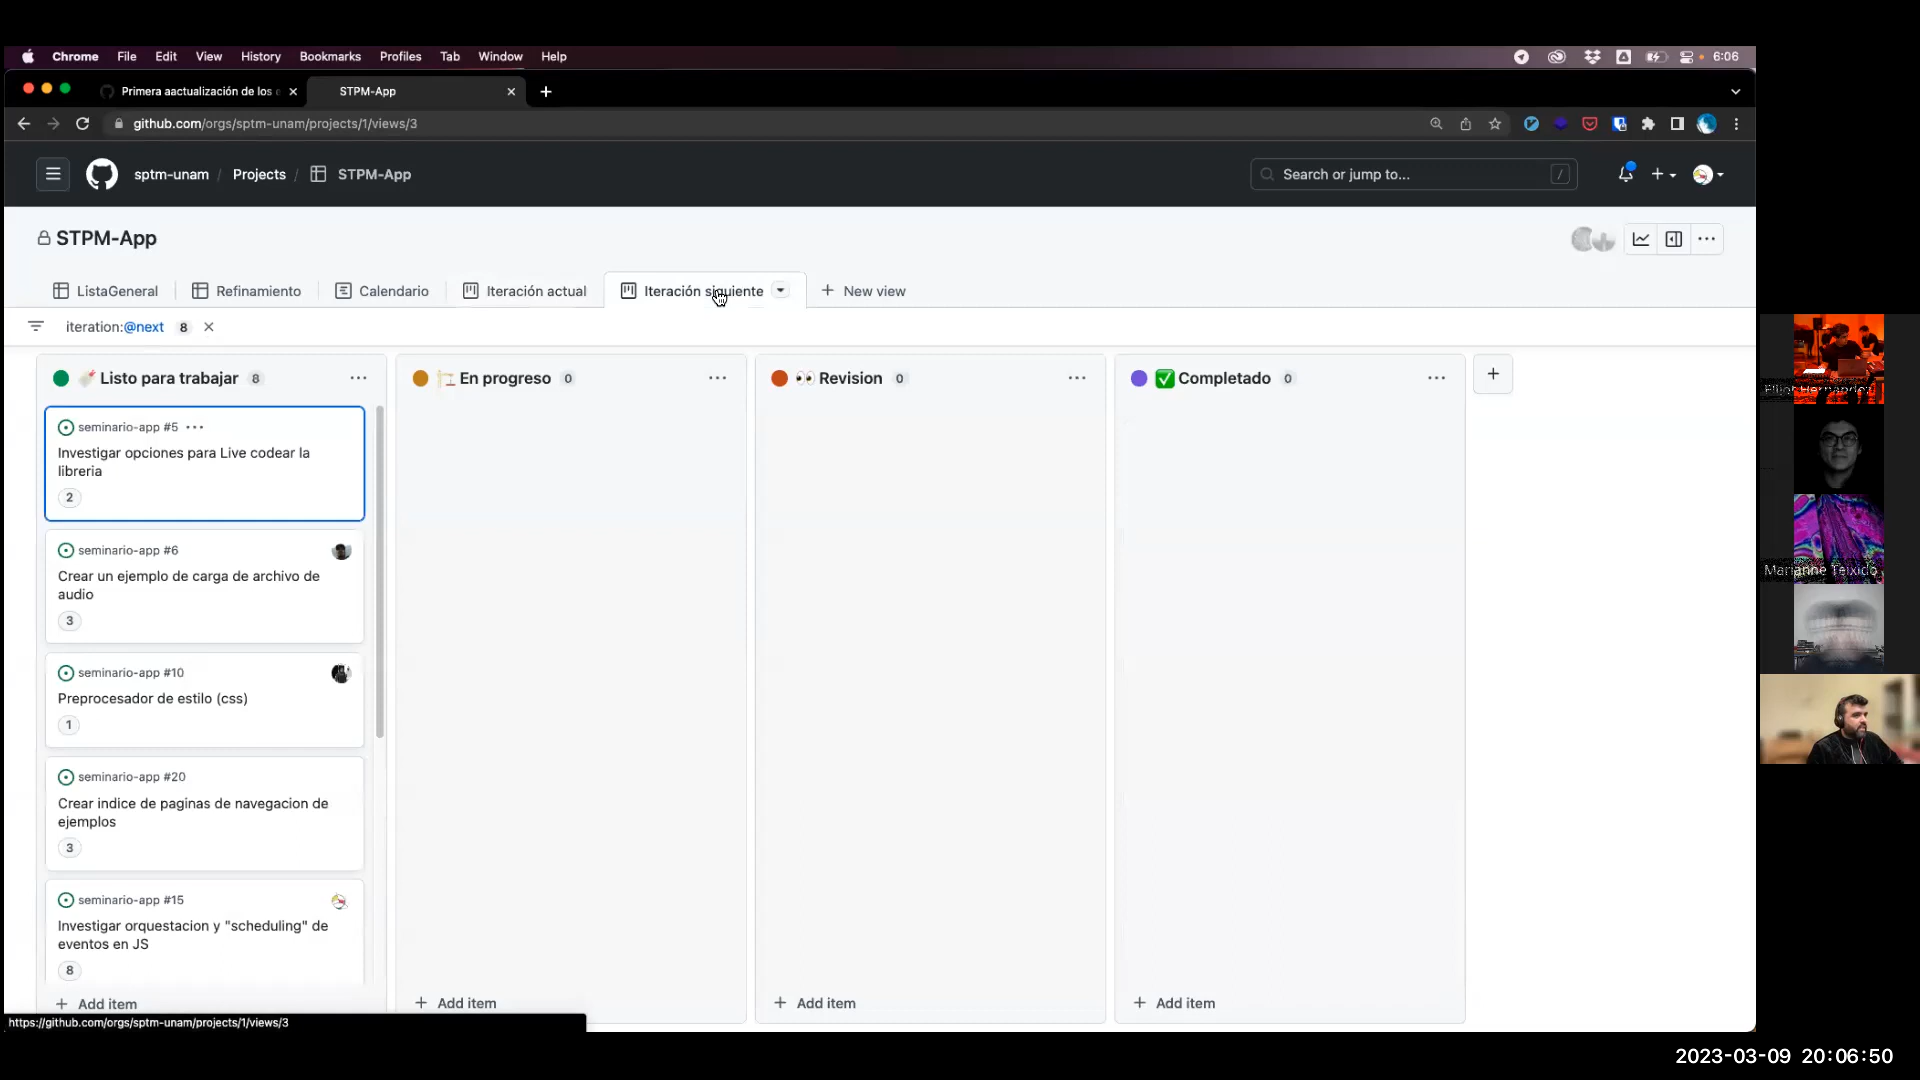 Chrome File Edit View History Bookmarks Profiles Tab Window Help 6:06
Primera aactualización de los e STPM-App
github.com/orgs/sptm-unam/projects/1/views/3
sptm-unam / Projects / STPM-App Search or jump to... /
STPM-App
ListaGeneral Refinamiento Calendario Iteración actual Iteración siguiente New view
iteration:@next 8
Listo para trabajar 8
seminario-app #5
Investigar opciones para Live codear la
libreria
2
seminario-app #6
Crear un ejemplo de carga de archivo de
audio
3
seminario-app #10
Preprocesador de estilo (css)
1
seminario-app #20
Crear indice de paginas de navegacion de
ejemplos
3
seminario-app #15
Investigar orquestacion y "scheduling" de
eventos en JS
8
+ Add item
En progreso 0
+ Add item
Revision 0
+ Add item
Completado 0
+ Add item
https://github.com/orgs/sptm-unam/projects/1/views/3
Elliot Hernandez
Marianne Teixido
2023-03-09 20:06:50